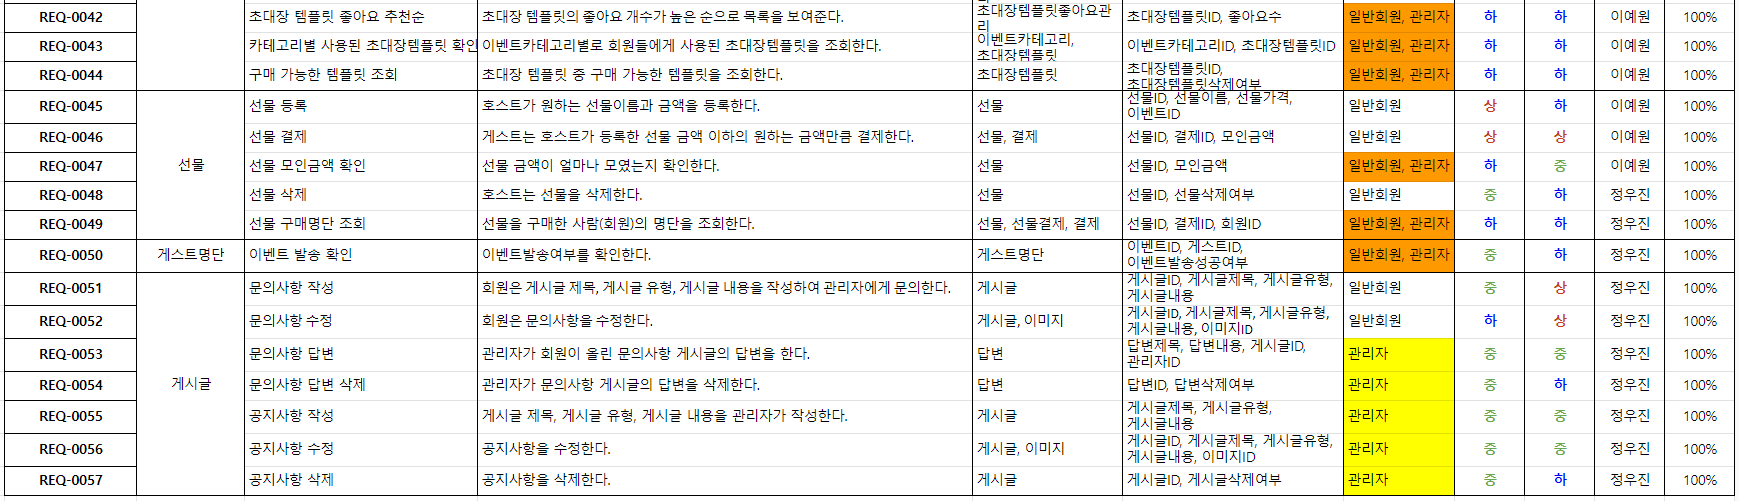 REQ-0042 초대장 템플릿 좋아요 추천순 초대장 템플릿의 좋아요 개수가 높은 순으로 목록을 보여준다. 초대장템플릿좋아요관리 초대장템플릿ID, 좋아요수 일반회원, 관리자 하 하 이예원 100%
REQ-0043 카테고리별 사용된 초대장템플릿 확인 이벤트카테고리별로 회원들에게 사용된 초대장템플릿을 조회한다. 이벤트카테고리, 초대장템플릿 이벤트카테고리ID, 초대장템플릿ID 일반회원, 관리자 하 하 이예원 100%
REQ-0044 구매 가능한 템플릿 조회 초대장 템플릿 중 구매 가능한 템플릿을 조회한다. 초대장템플릿 초대장템플릿ID, 초대장템플릿삭제여부 일반회원, 관리자 하 하 이예원 100%
REQ-0045 선물 등록 호스트가 원하는 선물이름과 금액을 등록한다. 선물 선물ID, 선물이름, 선물가격, 이벤트ID 일반회원 상 하 이예원 100%
REQ-0046 선물 결제 게스트는 호스트가 등록한 선물 금액 이하의 원하는 금액만큼 결제한다. 선물, 결제 선물ID, 결제ID, 모인금액 일반회원 상 상 이예원 100%
REQ-0047 선물 선물 모인금액 확인 선물 금액이 얼마나 모였는지 확인한다. 선물 선물ID, 모인금액 일반회원, 관리자 하 중 이예원 100%
REQ-0048 선물 삭제 호스트는 선물을 삭제한다. 선물 선물ID, 선물삭제여부 일반회원 중 하 정우진 100%
REQ-0049 선물 구매명단 조회 선물을 구매한 사람(회원)의 명단을 조회한다. 선물, 선물결제, 결제 선물ID, 결제ID, 회원ID 일반회원, 관리자 하 하 정우진 100%
REQ-0050 게스트명단 이벤트 발송 확인 이벤트발송여부를 확인한다. 게스트명단 이벤트ID, 게스트ID, 이벤트발송성공여부 일반회원, 관리자 중 하 정우진 100%
REQ-0051 문의사항 작성 회원은 게시글 제목, 게시글 유형, 게시글 내용을 작성하여 관리자에게 문의한다. 게시글 게시글ID, 게시글제목, 게시글유형, 게시글내용 일반회원 중 상 정우진 100%
REQ-0052 문의사항 수정 회원은 문의사항을 수정한다. 게시글, 이미지 게시글ID, 게시글제목, 게시글유형, 게시글내용, 이미지ID 일반회원 하 상 정우진 100%
REQ-0053 문의사항 답변 관리자가 회원이 올린 문의사항 게시글의 답변을 한다. 답변 답변제목, 답변내용, 게시글ID, 관리자ID 관리자 중 중 정우진 100%
REQ-0054 게시글 문의사항 답변 삭제 관리자가 문의사항 게시글의 답변을 삭제한다. 답변 답변ID, 답변삭제여부 관리자 중 하 정우진 100%
REQ-0055 공지사항 작성 게시글 제목, 게시글 유형, 게시글 내용을 관리자가 작성한다. 게시글 게시글제목, 게시글유형, 게시글내용 관리자 중 중 정우진 100%
REQ-0056 공지사항 수정 공지사항을 수정한다. 게시글, 이미지 게시글ID, 게시글제목, 게시글유형, 게시글내용, 이미지ID 관리자 중 중 정우진 100%
REQ-0057 공지사항 삭제 공지사항을 삭제한다. 게시글 게시글ID, 게시글삭제여부 관리자 중 하 정우진 100%